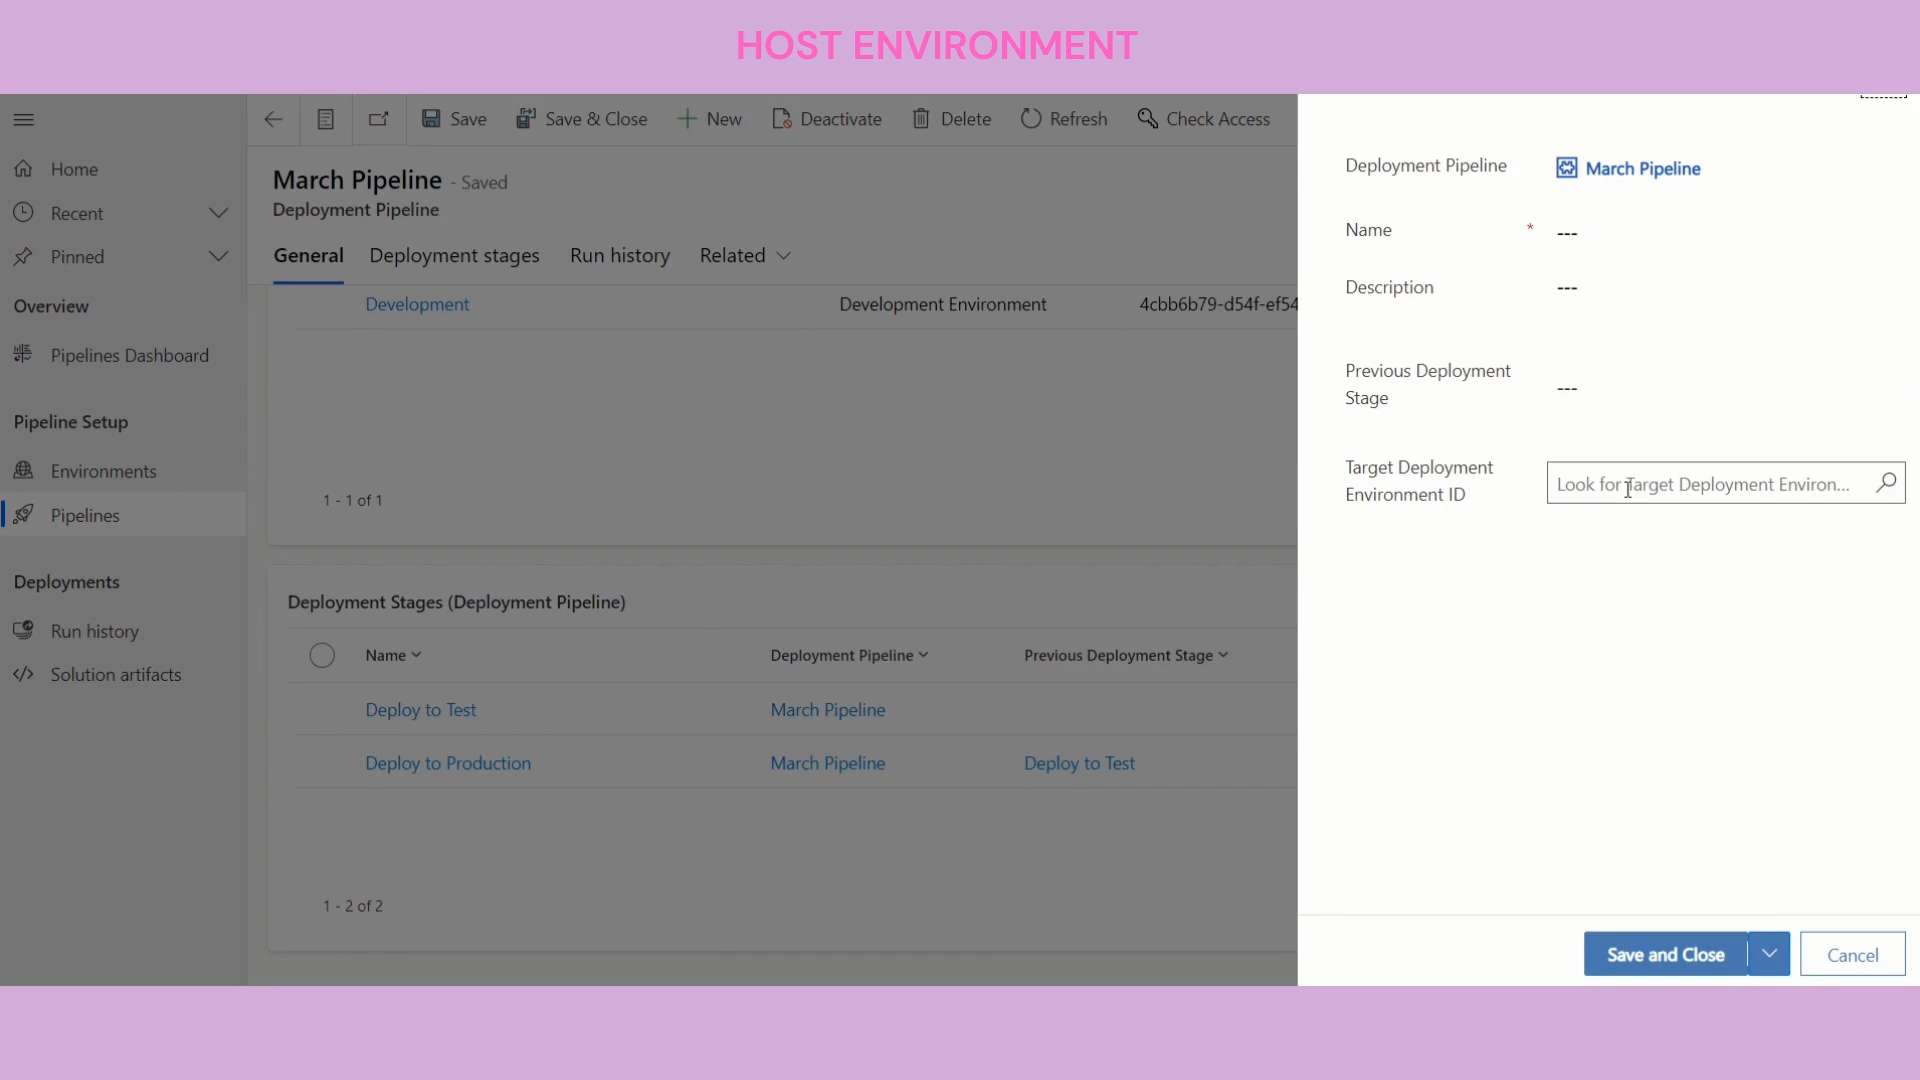 HOST ENVIRONMENT
Save
Save & Close
New
Deactivate
Delete
Refresh
Check Access
Home
Recent
Pinned
Overview
Pipelines Dashboard
Pipeline Setup
Environments
Pipelines
Deployments
Run history
Solution artifacts
March Pipeline - Saved
Deployment Pipeline
General Deployment stages Run history Related
Development Development Environment 4cbb6b79-d54f-ef54
1 - 1 of 1
Deployment Stages (Deployment Pipeline)
Name Deployment Pipeline Previous Deployment Stage
Deploy to Test March Pipeline
Deploy to Production March Pipeline Deploy to Test
1 - 2 of 2
Deployment Pipeline March Pipeline
Name * ---
Description ---
Previous Deployment
Stage
---
Target Deployment
Environment ID
Look for Target Deployment Environ...
Save and Close
Cancel